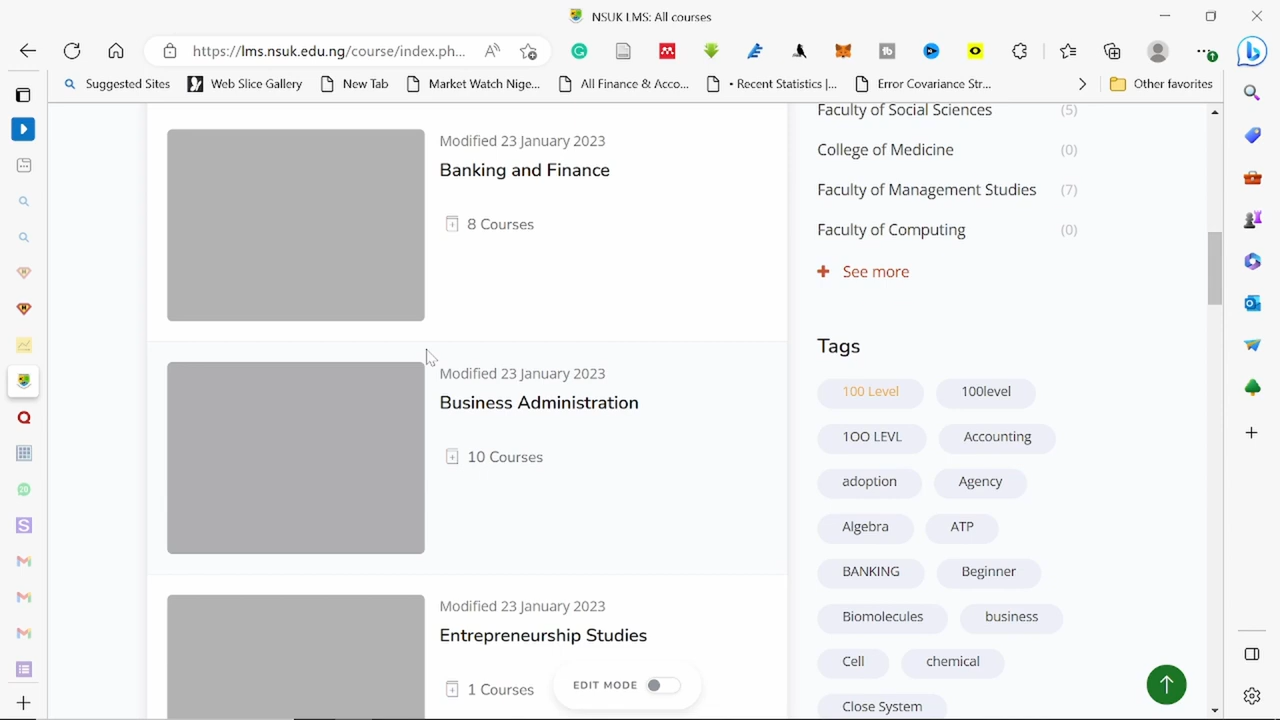 NSUK LMS: All courses
https://lms.nsuk.edu.ng/course/index.ph...
Suggested Sites
Web Slice Gallery
New Tab
Market Watch Nige...
All Finance & Acco...
• Recent Statistics |...
Error Covariance Str...
Other favorites
Modified 23 January 2023
Banking and Finance
8 Courses
Modified 23 January 2023
Business Administration
10 Courses
Modified 23 January 2023
Entrepreneurship Studies
1 Courses
EDIT MODE
Faculty of Social Sciences (5)
College of Medicine (0)
Faculty of Management Studies (7)
Faculty of Computing (0)
+ See more
Tags
100 Level 100level
1OO LEVL Accounting
adoption Agency
Algebra ATP
BANKING Beginner
Biomolecules business
Cell chemical
Close System